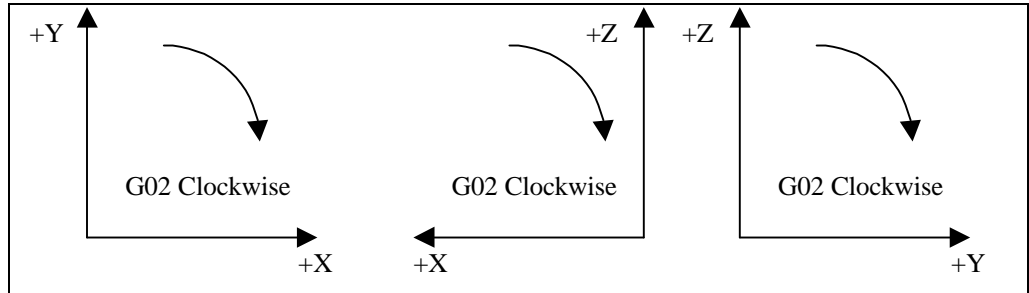 +Y +Z +Z
G02 Clockwise G02 Clockwise G02 Clockwise
+X +X +Y